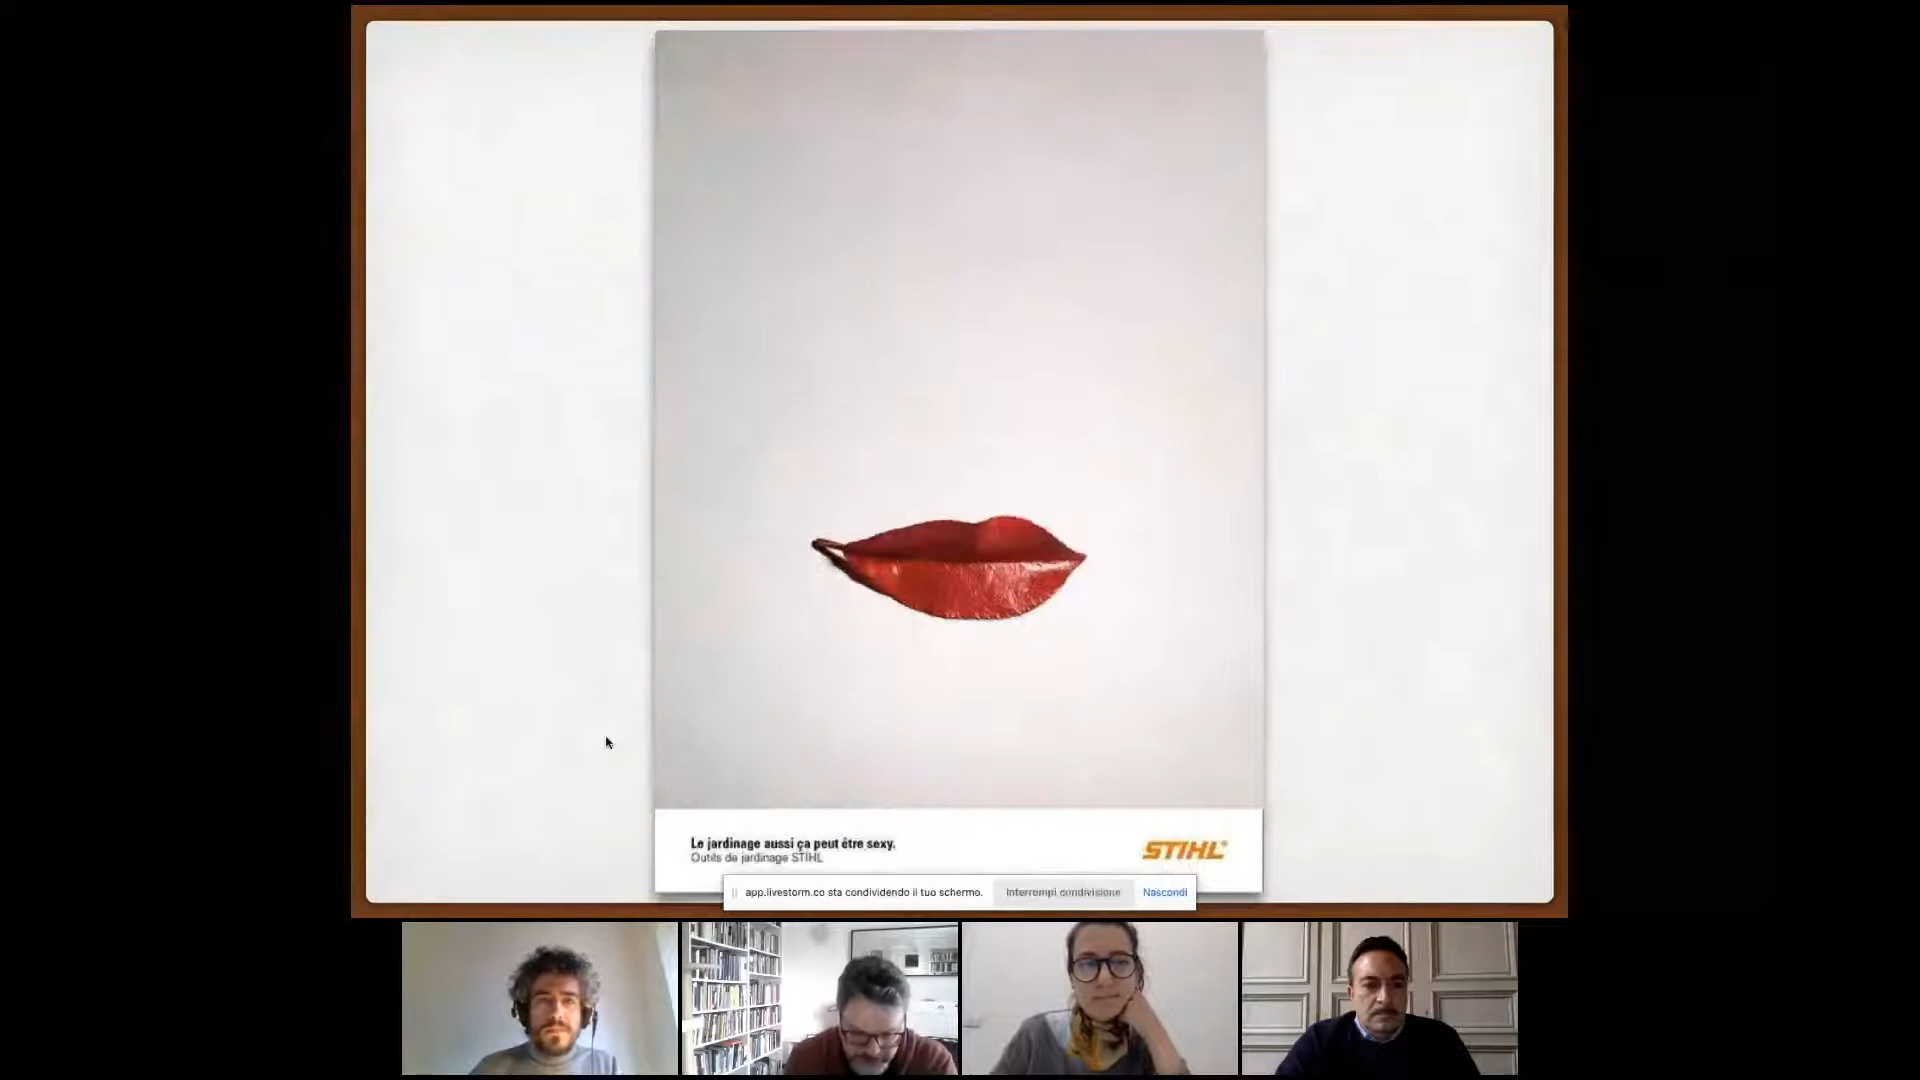 Le jardinage aussi ça peut être sexy.
Outils de jardinage STIHL
STIHL®
app.livestorm.co sta condividendo il tuo schermo.
Interrompi condivisione
Nascondi